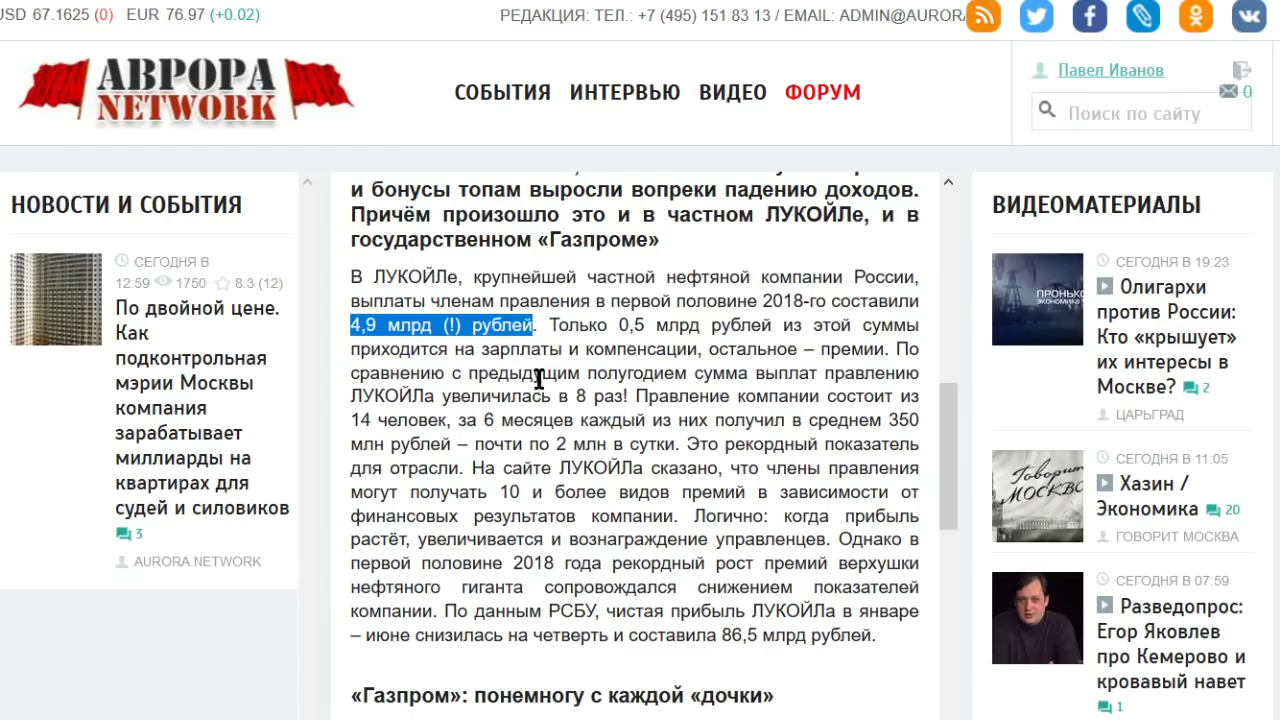 USD 67.1625 (0) EUR 76.97 (+0.02)
РЕДАКЦИЯ: ТЕЛ.: +7 (495) 151 83 13 / EMAIL: ADMIN@AURORA
АВРОРА
NETWORK
СОБЫТИЯ ИНТЕРВЬЮ ВИДЕО ФОРУМ
Павел Иванов
0
Поиск по сайту
НОВОСТИ И СОБЫТИЯ
СЕГОДНЯ В
12:59 1750 8.3 (12)
По двойной цене.
Как
подконтрольная
мэрии Москвы
компания
зарабатывает
миллиарды на
квартирах для
судей и силовиков
3
AURORA.NETWORK
и бонусы топам выросли вопреки падению доходов.
Причём произошло это и в частном ЛУКОЙЛе, и в
государственном «Газпроме»
В ЛУКОЙЛе, крупнейшей частной нефтяной компании России,
выплаты членам правления в первой половине 2018-го составили
4,9 млрд (!) рублей. Только 0,5 млрд рублей из этой суммы
приходится на зарплаты и компенсации, остальное – премии. По
сравнению с предыдущим полугодием сумма выплат правлению
ЛУКОЙЛа увеличилась в 8 раз! Правление компании состоит из
14 человек, за 6 месяцев каждый из них получил в среднем 350
млн рублей – почти по 2 млн в сутки. Это рекордный показатель
для отрасли. На сайте ЛУКОЙЛа сказано, что члены правления
могут получать 10 и более видов премий в зависимости от
финансовых результатов компании. Логично: когда прибыль
растёт, увеличивается и вознаграждение управленцев. Однако в
первой половине 2018 года рекордный рост премий верхушки
нефтяного гиганта сопровождался снижением показателей
компании. По данным РСБУ, чистая прибыль ЛУКОЙЛа в январе
– июне снизилась на четверть и составила 86,5 млрд рублей.
«Газпром»: понемногу с каждой «дочки»
ВИДЕОМАТЕРИАЛЫ
ПРОНЬКО
ЭКОНОМИКА
СЕГОДНЯ В 19:23
Олигархи
против России:
Кто «крышует»
их интересы в
Москве? 2
ЦАРЬГРАД
Говорит
МОСКВА
СЕГОДНЯ В 11:05
Хазин /
Экономика 20
ГОВОРИТ МОСКВА
СЕГОДНЯ В 07:59
Разведопрос:
Егор Яковлев
про Кемерово и
кровавый навет
1